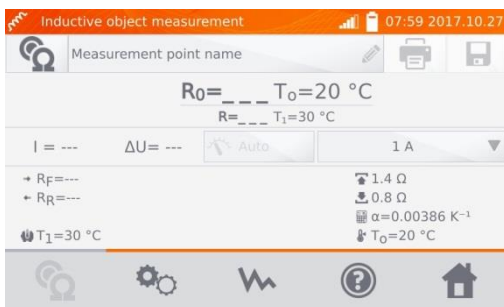 Inductive object measurement 07:59 2017.10.27
Measurement point name
R₀=_ _ _ T₀=20 °C
R=_ _ _ T₁=30 °C
I = --- ΔU= --- Auto 1 A
R_F=--- 1.4 Ω
R_R=--- 0.8 Ω
α=0.00386 K⁻¹
T₁=30 °C T₀=20 °C